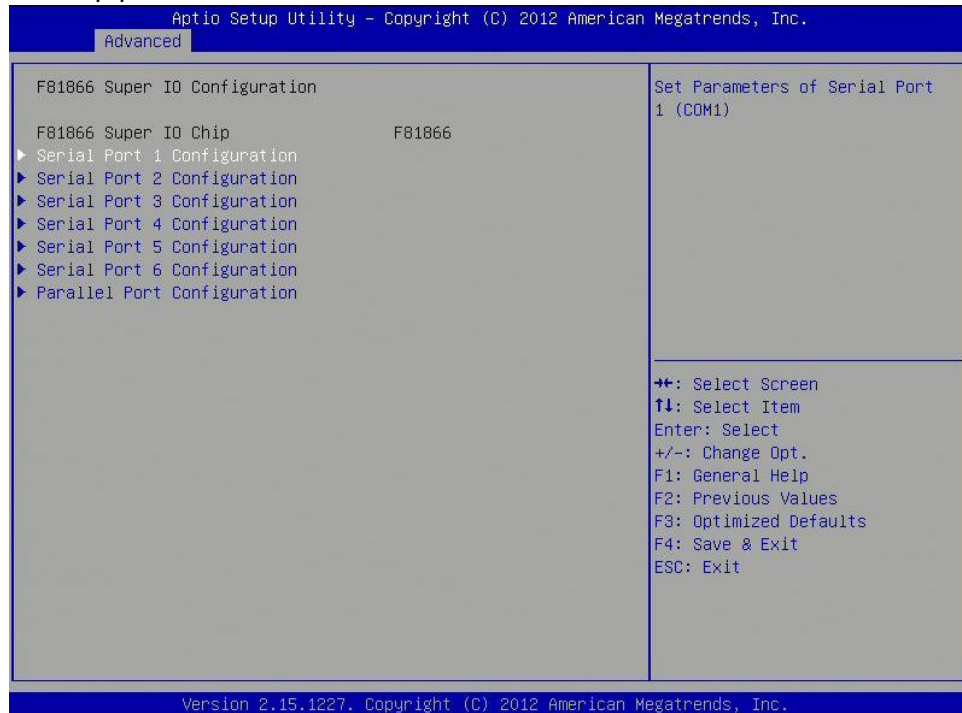 Aptio Setup Utility – Copyright (C) 2012 American Megatrends, Inc.
Advanced
F81866 Super IO Configuration
F81866 Super IO Chip F81866
Serial Port 1 Configuration
Serial Port 2 Configuration
Serial Port 3 Configuration
Serial Port 4 Configuration
Serial Port 5 Configuration
Serial Port 6 Configuration
Parallel Port Configuration
Set Parameters of Serial Port
1 (COM1)
→←: Select Screen
↑↓: Select Item
Enter: Select
+/-: Change Opt.
F1: General Help
F2: Previous Values
F3: Optimized Defaults
F4: Save & Exit
ESC: Exit
Version 2.15.1227. Copyright (C) 2012 American Megatrends, Inc.